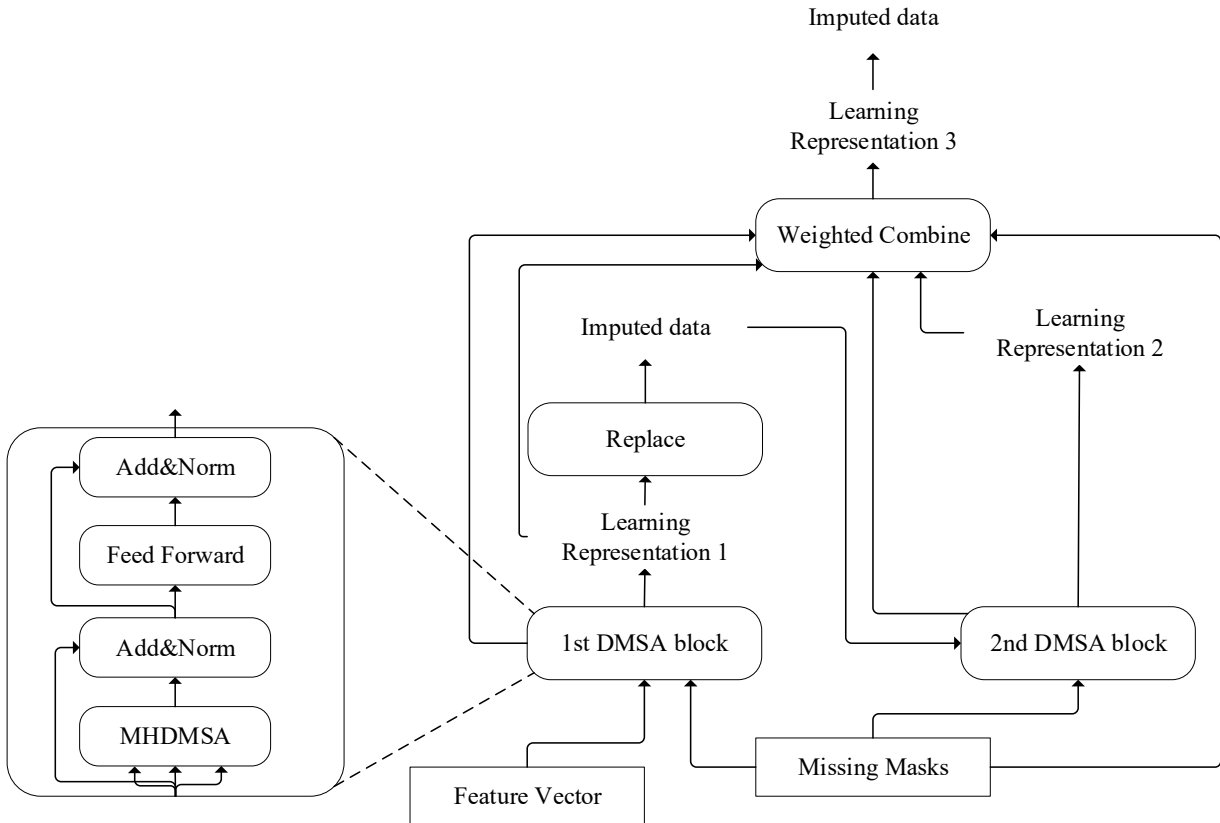 Imputed data
Learning
Representation 3
Weighted Combine
Imputed data
Learning
Representation 2
Replace
Learning
Representation 1
1st DMSA block
2nd DMSA block
Feature Vector
Missing Masks
Add&Norm
Feed Forward
Add&Norm
MHDMSA